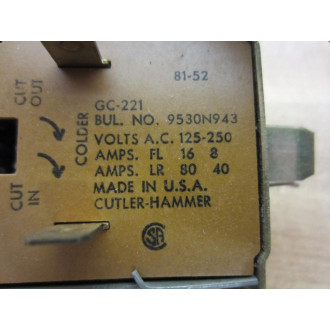 81-52
GC-221
BUL. NO. 9530N943
VOLTS A.C. 125-250
AMPS. FL 16 8
AMPS. LR 80 40
MADE IN U.S.A.
CUTLER-HAMMER
CUT OUT
COLDER
CUT IN
SA